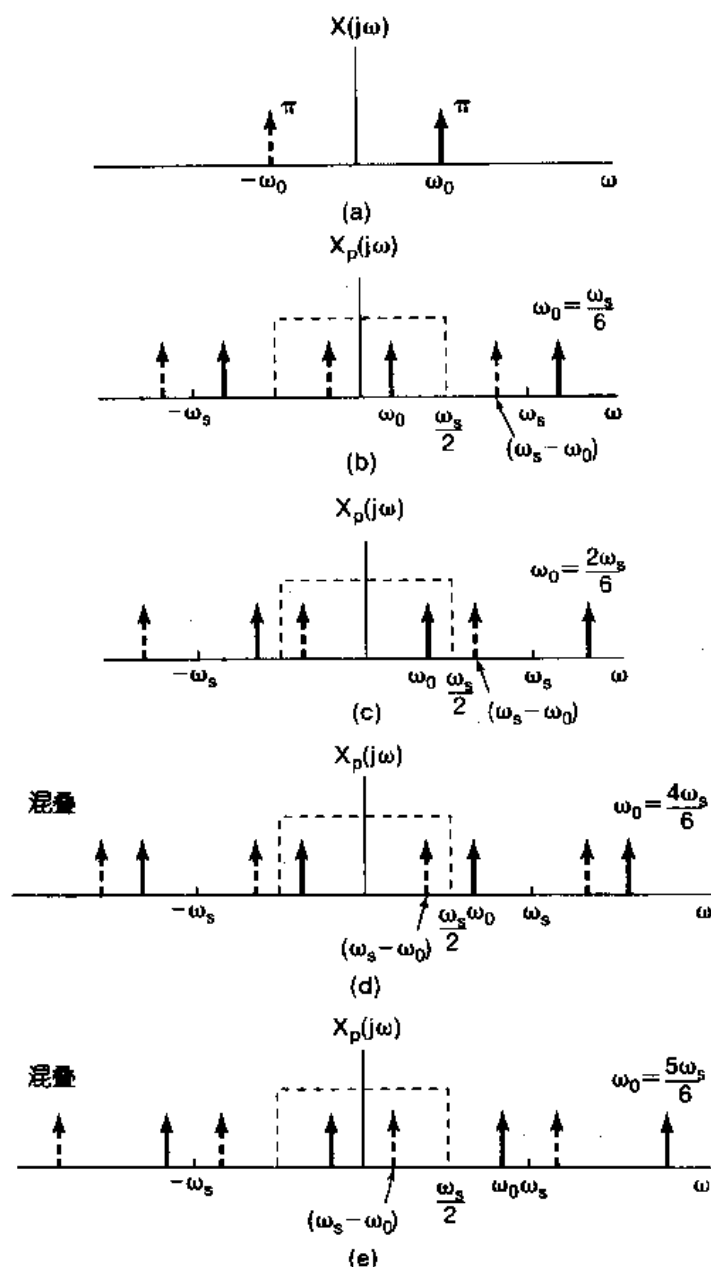 X(jω)
π π
−ω₀ ω₀ ω
(a)
Xₚ(jω)
ω₀ = ωₛ/6
−ωₛ ω₀ ωₛ/2 ωₛ ω
(ωₛ − ω₀)
(b)
Xₚ(jω)
ω₀ = 2ωₛ/6
−ωₛ ω₀ ωₛ/2 (ωₛ − ω₀) ωₛ ω
(c)
Xₚ(jω)
混叠 ω₀ = 4ωₛ/6
−ωₛ ωₛ/2 ω₀ ωₛ ω
(ωₛ − ω₀)
(d)
Xₚ(jω)
混叠 ω₀ = 5ωₛ/6
−ωₛ ωₛ/2 ω₀ ωₛ ω
(ωₛ − ω₀)
(e)